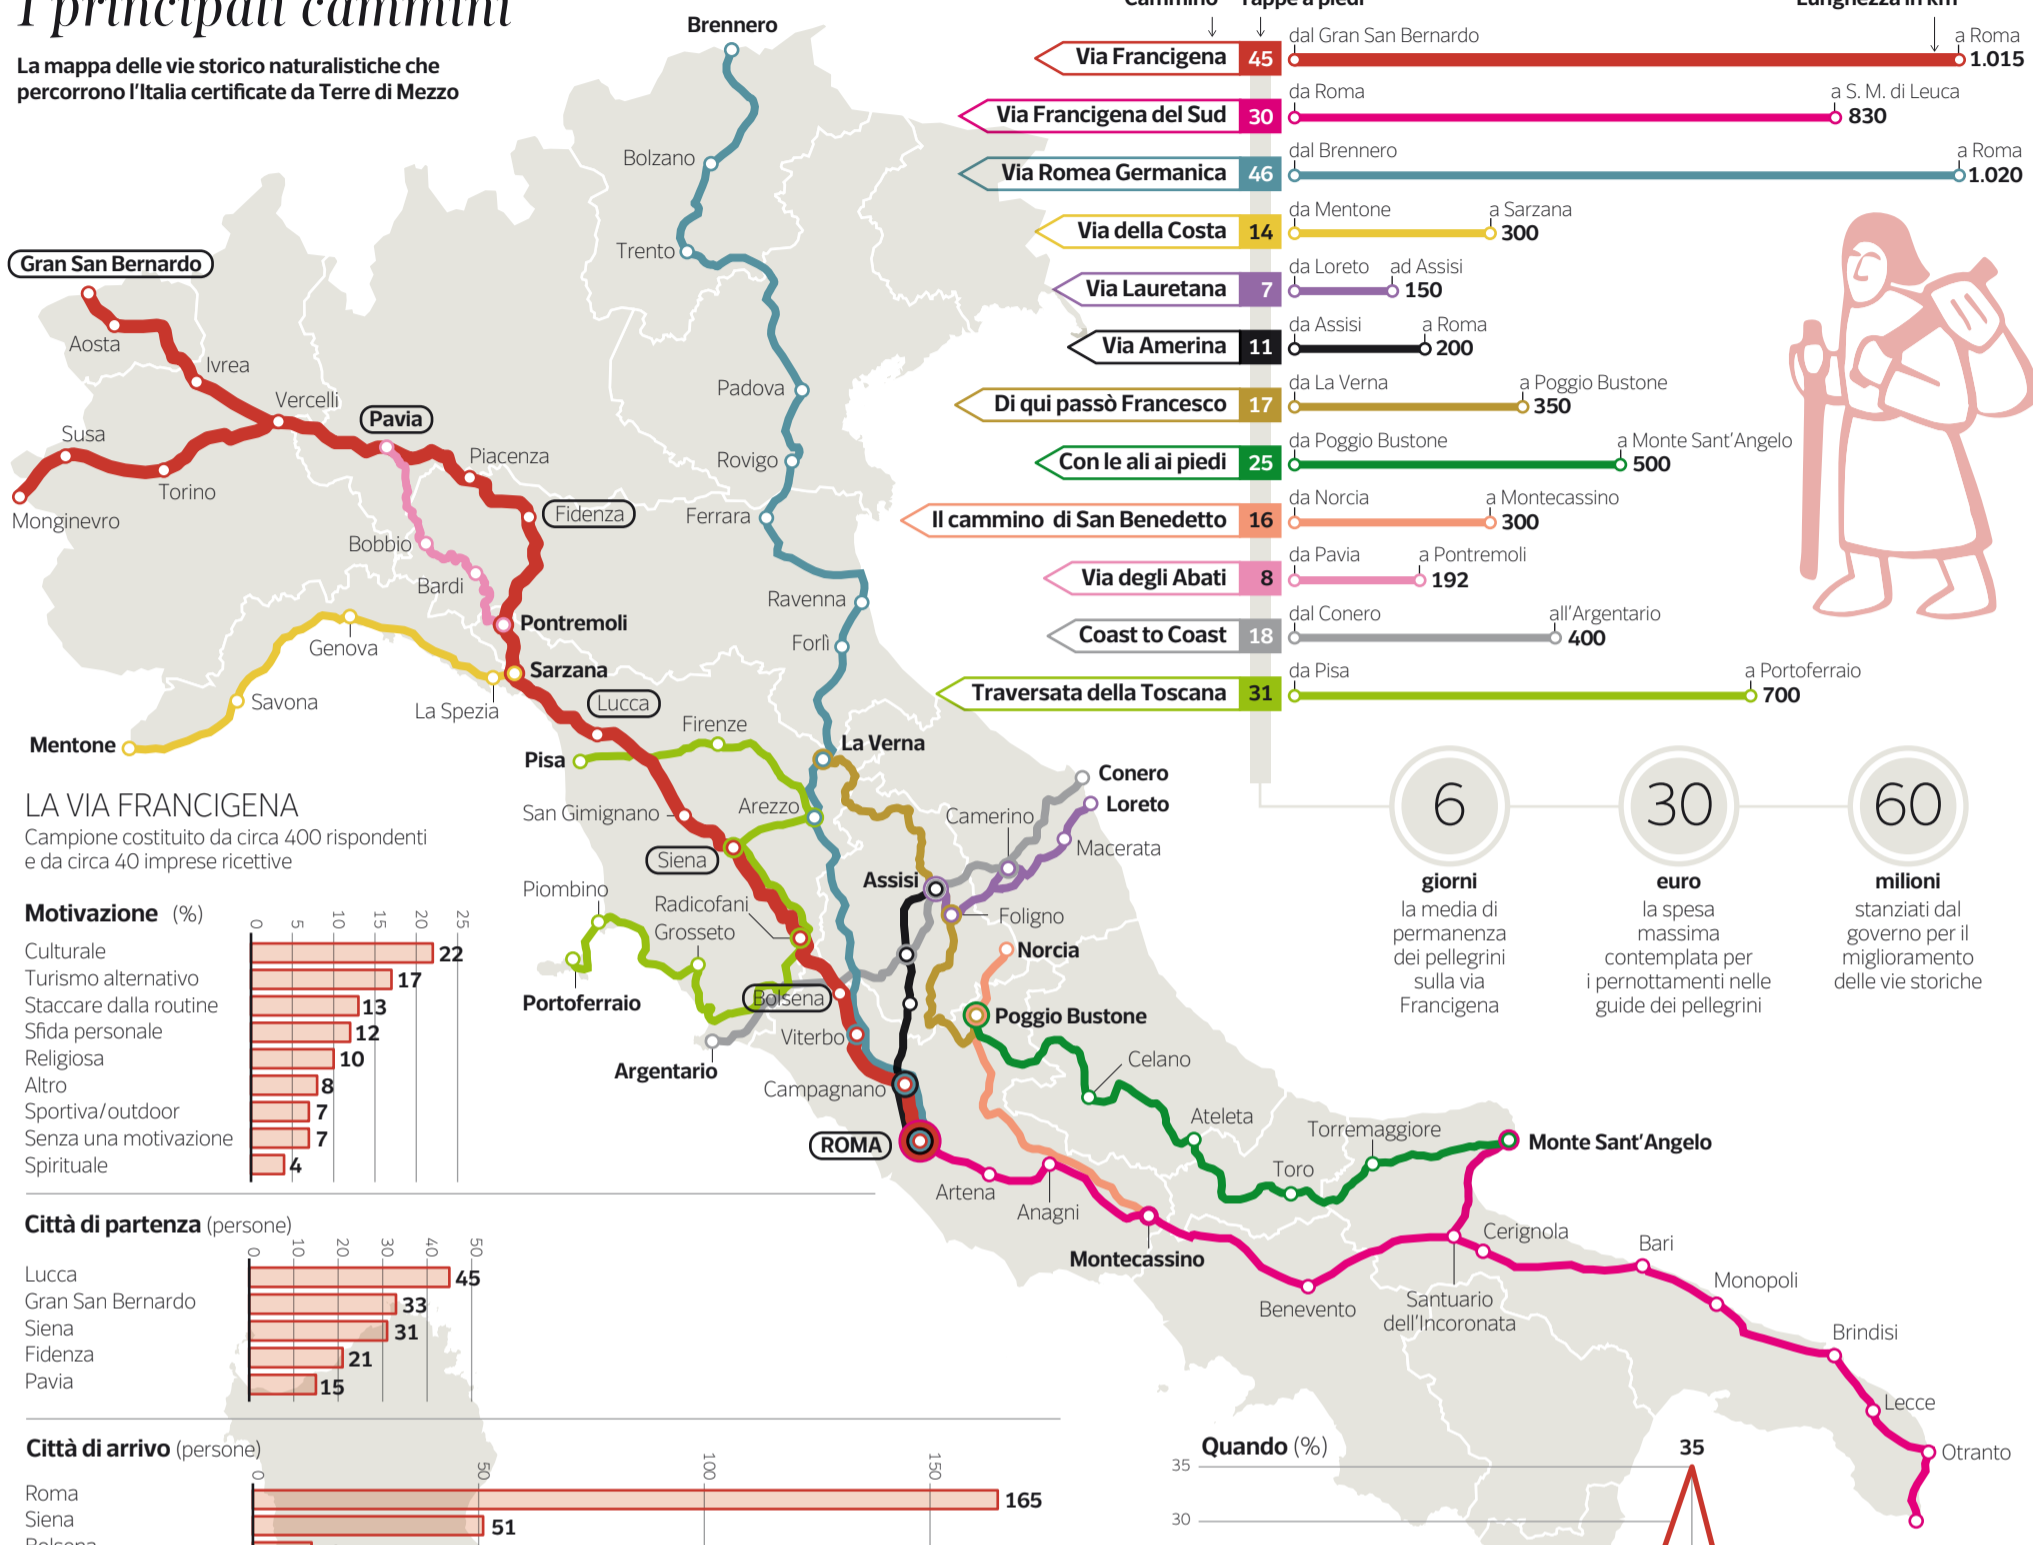 I principali cammini
La mappa delle vie storico naturalistiche che
percorrono l'Italia certificate da Terre di Mezzo
Cammino
Tappe a piedi
Lunghezza in km
Via Francigena 45 dal Gran San Bernardo a Roma 1.015
Via Francigena del Sud 30 da Roma a S. M. di Leuca 830
Via Romea Germanica 46 dal Brennero a Roma 1.020
Via della Costa 14 da Mentone a Sarzana 300
Via Lauretana 7 da Loreto ad Assisi 150
Via Amerina 11 da Assisi a Roma 200
Di qui passò Francesco 17 da La Verna a Poggio Bustone 350
Con le ali ai piedi 25 da Poggio Bustone a Monte Sant'Angelo 500
Il cammino di San Benedetto 16 da Norcia a Montecassino 300
Via degli Abati 8 da Pavia a Pontremoli 192
Coast to Coast 18 dal Conero all'Argentario 400
Traversata della Toscana 31 da Pisa a Portoferraio 700
6
giorni
la media di
permanenza
dei pellegrini
sulla via
Francigena
30
euro
la spesa
massima
contemplata per
i pernottamenti nelle
guide dei pellegrini
60
milioni
stanziati dal
governo per il
miglioramento
delle vie storiche
Brennero
Bolzano
Trento
Gran San Bernardo
Aosta
Ivrea
Vercelli
Pavia
Padova
Susa
Piacenza
Rovigo
Torino
Monginevro
Fidenza
Ferrara
Bobbio
Bardi
Ravenna
Pontremoli
Forlì
Genova
Sarzana
Savona
La Spezia
Lucca
Firenze
Mentone
Pisa
La Verna
Conero
Loreto
San Gimignano
Arezzo
Camerino
Macerata
Siena
Assisi
Piombino
Radicofani
Foligno
Grosseto
Norcia
Portoferraio
Bolsena
Poggio Bustone
Viterbo
Argentario
Celano
Campagnano
Ateleta
Torremaggiore
ROMA
Monte Sant'Angelo
Toro
Artena
Anagni
Cerignola
Bari
Montecassino
Monopoli
Benevento
Santuario
dell'Incoronata
Brindisi
Lecce
Otranto
LA VIA FRANCIGENA
Campione costituito da circa 400 rispondenti
e da circa 40 imprese ricettive
Motivazione (%)
0 5 10 15 20 25
Culturale 22
Turismo alternativo 17
Staccare dalla routine 13
Sfida personale 12
Religiosa 10
Altro 8
Sportiva/outdoor 7
Senza una motivazione 7
Spirituale 4
Città di partenza (persone)
0 10 20 30 40 50
Lucca 45
Gran San Bernardo 33
Siena 31
Fidenza 21
Pavia 15
Città di arrivo (persone)
0 50 100 150
Roma 165
Siena 51
Bolsena
Quando (%)
35
35
30